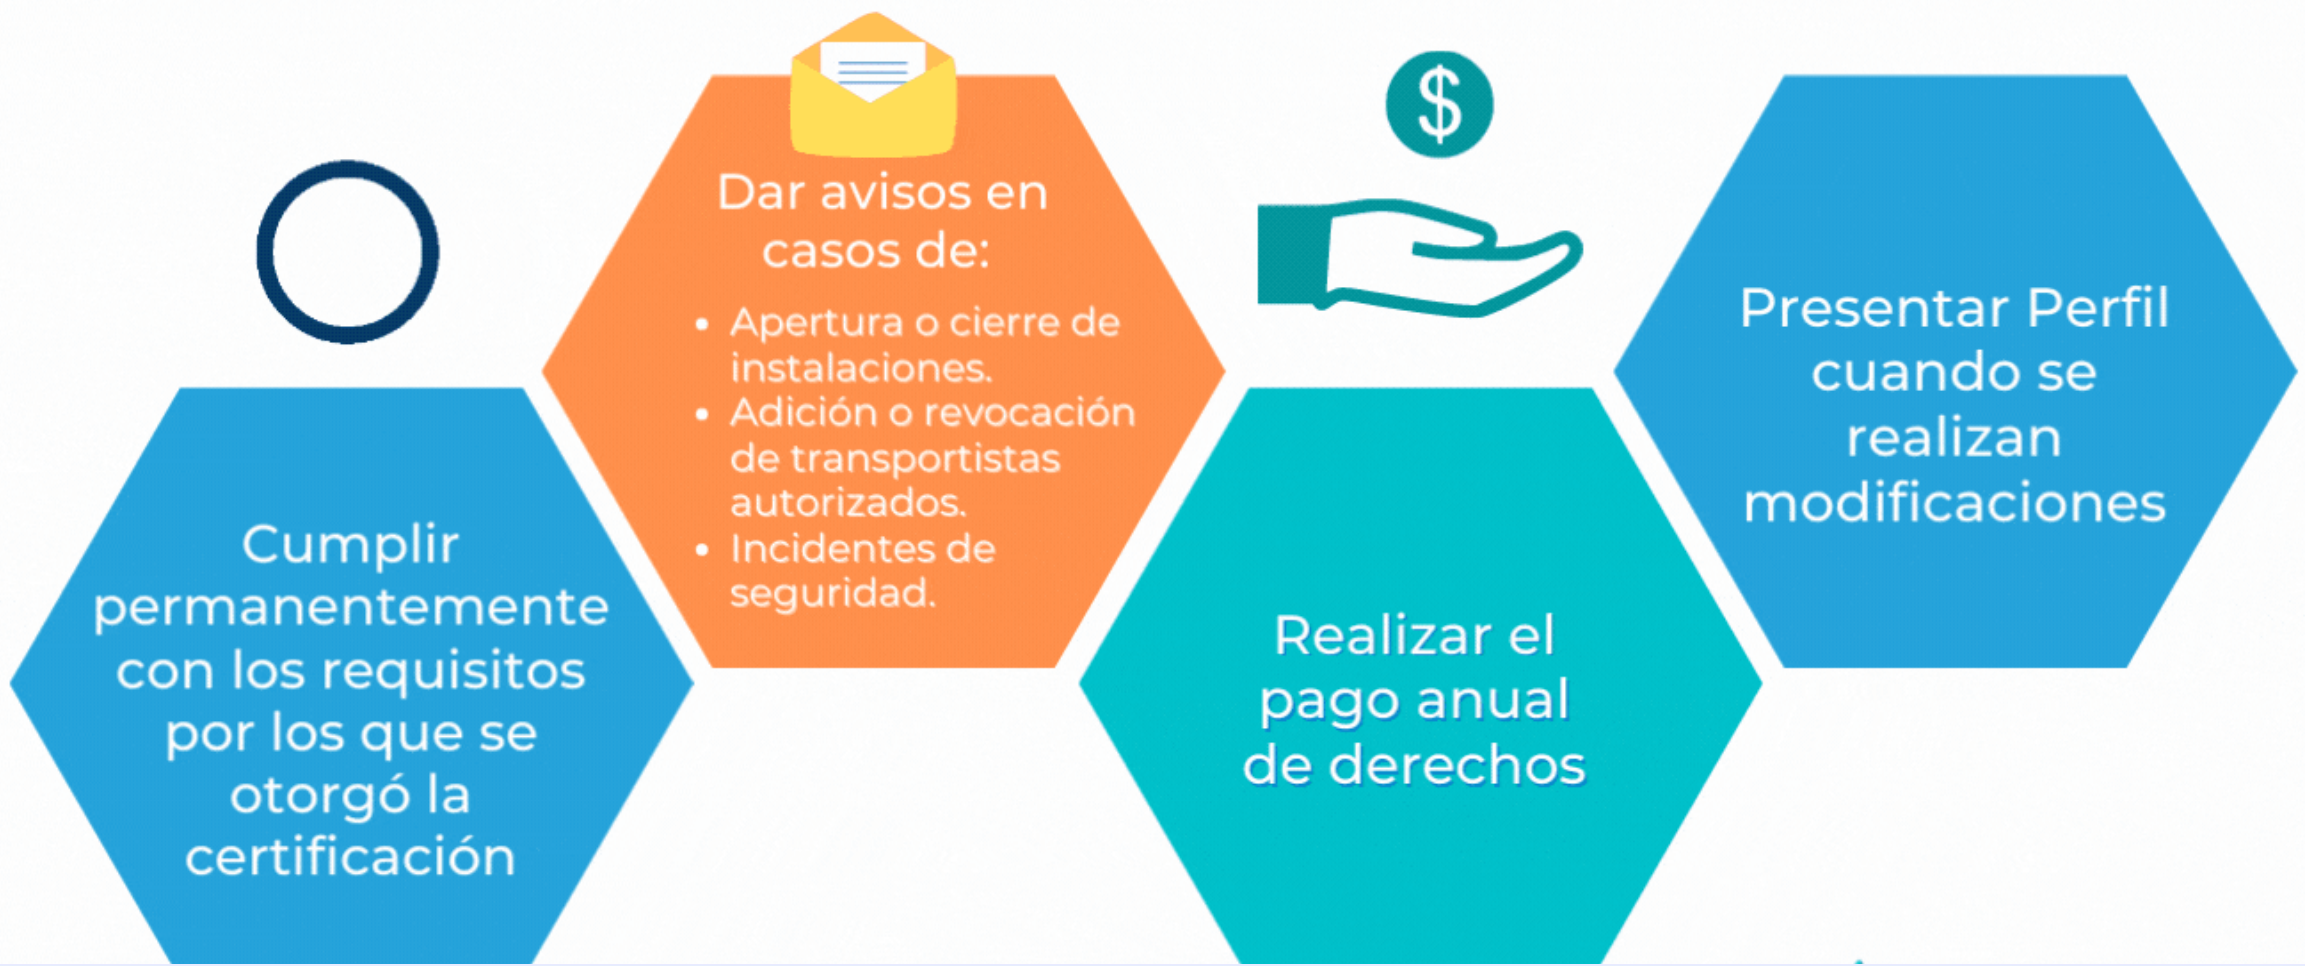 Cumplir
permanentemente
con los requisitos
por los que se
otorgó la
certificación
Dar avisos en
casos de:
• Apertura o cierre de
instalaciones.
• Adición o revocación
de transportistas
autorizados.
• Incidentes de
seguridad.
$
Realizar el
pago anual
de derechos
Presentar Perfil
cuando se
realizan
modificaciones